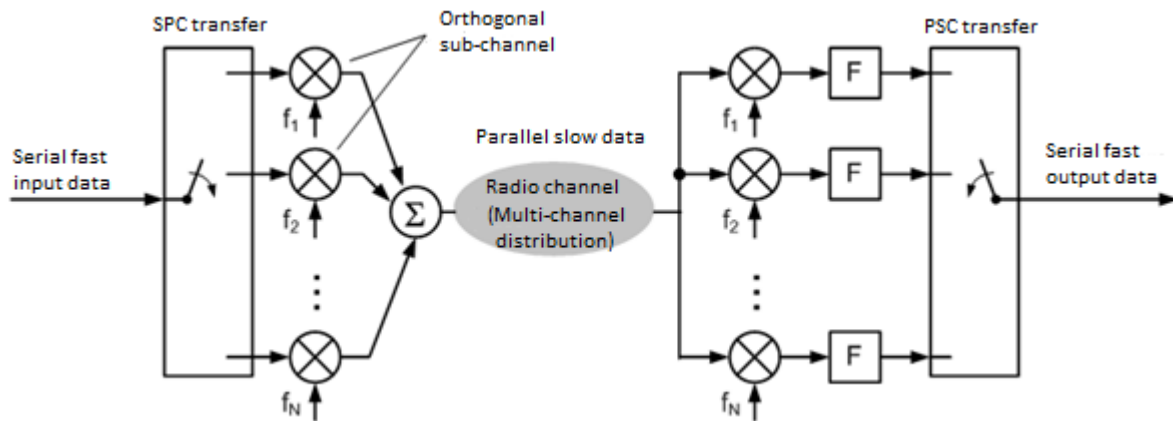 SPC transfer
Orthogonal
sub-channel
PSC transfer
F
f1
f1
Serial fast
input data
Parallel slow data
Serial fast
output data
Radio channel
(Multi-channel
distribution)
F
f2
Σ
f2
F
fN
fN